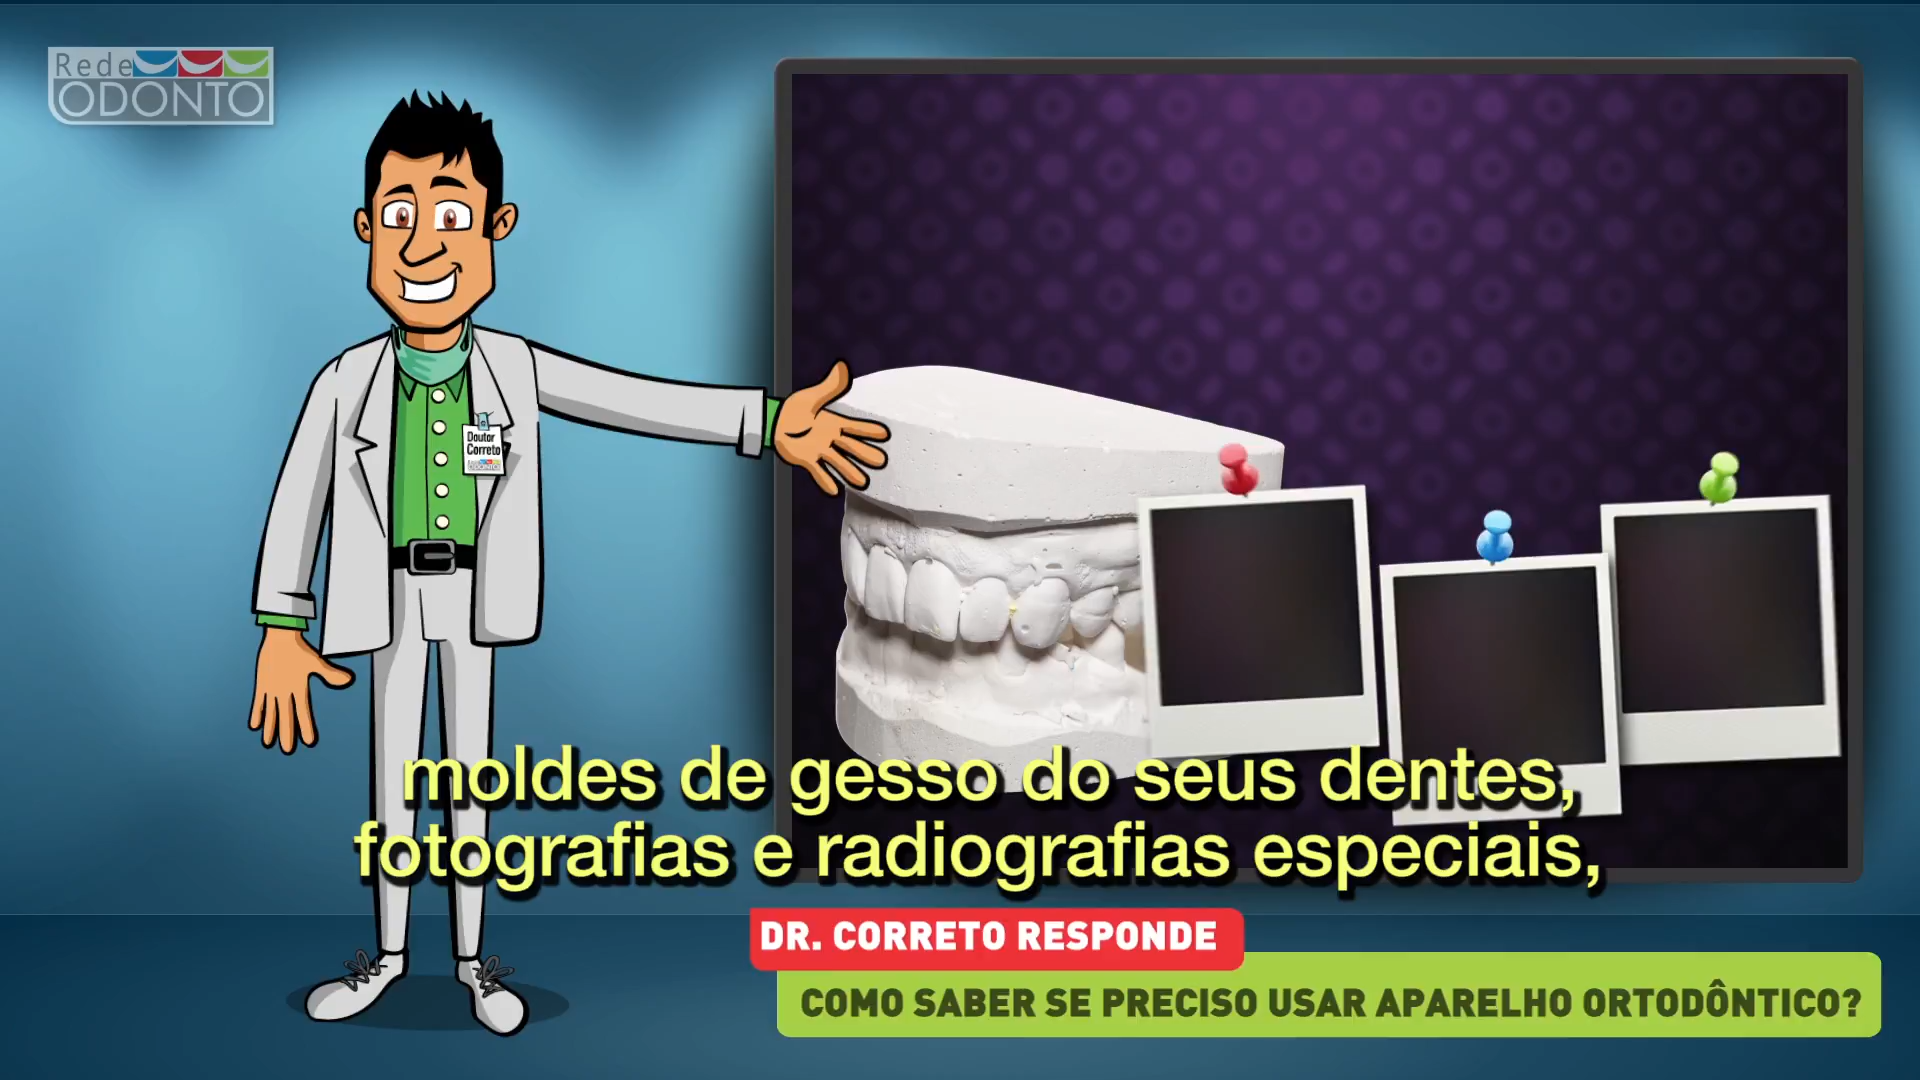 Rede
ODONTO
Doutor
Correto
moldes de gesso do seus dentes,
fotografias e radiografias especiais,
DR. CORRETO RESPONDE
COMO SABER SE PRECISO USAR APARELHO ORTODÔNTICO?